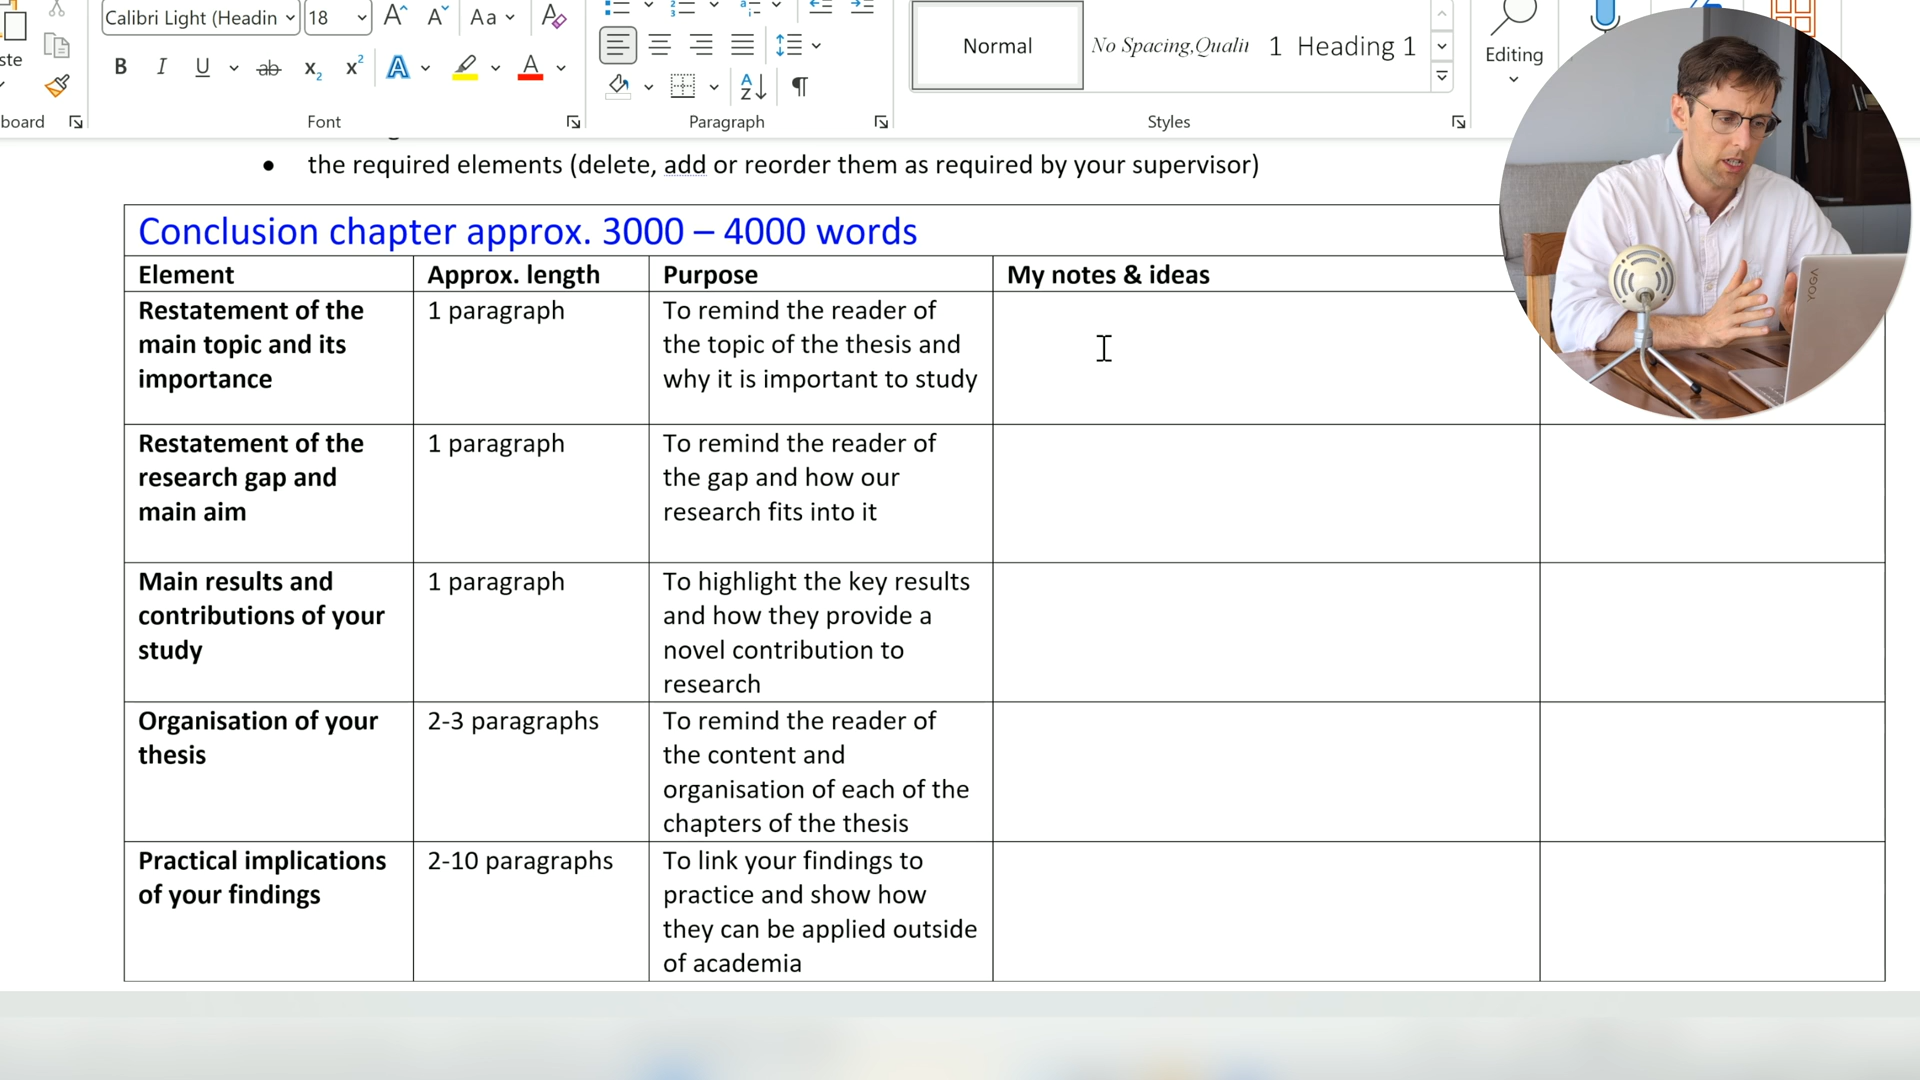 ste
Calibri Light (Headin
18
Aa
B I U ab x₂ x² A A
A
Z
¶
Normal
No Spacing,Qualit
1 Heading 1
Editing
board
Font
Paragraph
Styles
• the required elements (delete, add or reorder them as required by your supervisor)
Conclusion chapter approx. 3000 – 4000 words
Element Approx. length Purpose My notes & ideas
Restatement of the
main topic and its
importance
1 paragraph
To remind the reader of
the topic of the thesis and
why it is important to study
Restatement of the
research gap and
main aim
1 paragraph
To remind the reader of
the gap and how our
research fits into it
Main results and
contributions of your
study
1 paragraph
To highlight the key results
and how they provide a
novel contribution to
research
Organisation of your
thesis
2-3 paragraphs
To remind the reader of
the content and
organisation of each of the
chapters of the thesis
Practical implications
of your findings
2-10 paragraphs
To link your findings to
practice and show how
they can be applied outside
of academia
YOGA